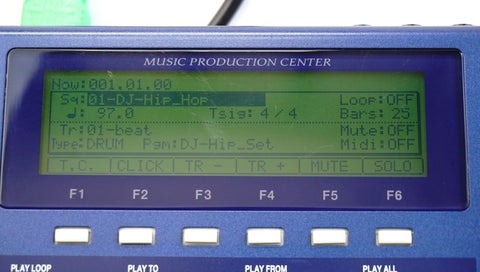 MUSIC PRODUCTION CENTER
Now:001.01.00
Sq:01-DJ-Hip_Hop Loop:OFF
♩: 97.0 Tsig: 4/4 Bars: 25
Tr:01-beat Mute:OFF
Type:DRUM Pgm:DJ-Hip_Set Midi:OFF
T.C. CLICK TR - TR + MUTE SOLO
F1 F2 F3 F4 F5 F6
PLAY LOOP PLAY TO PLAY FROM PLAY ALL